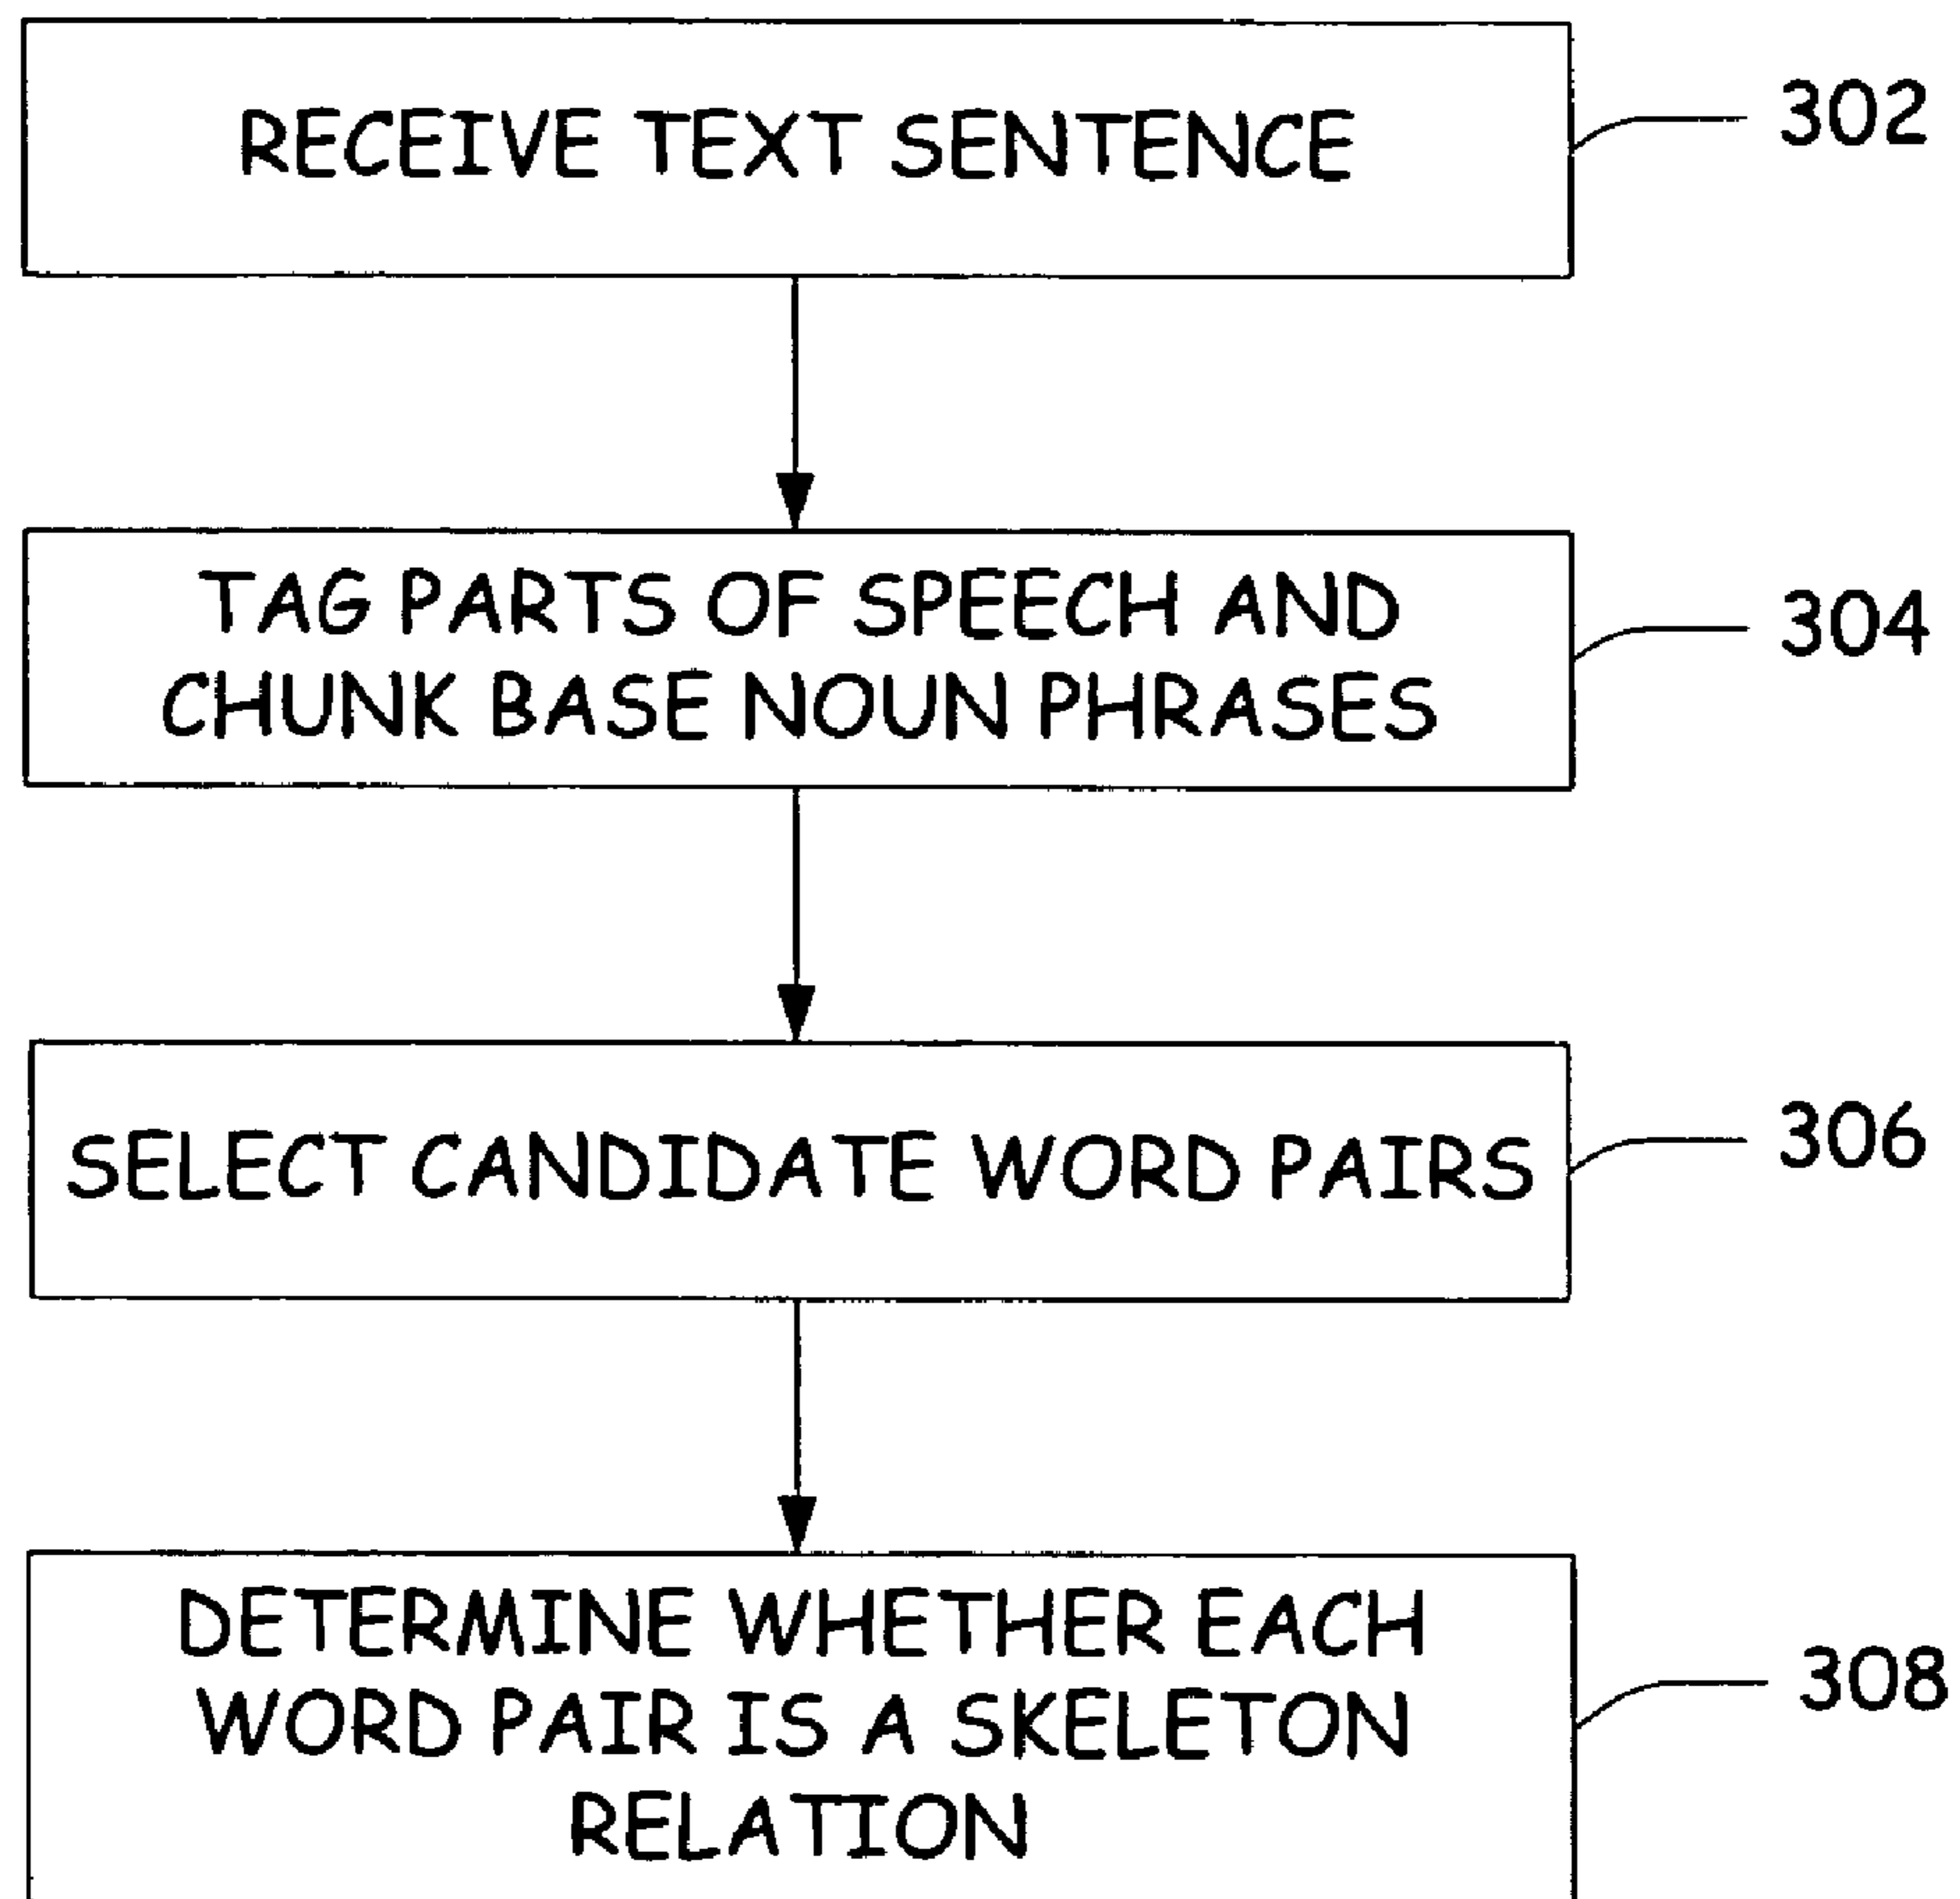 RECEIVE TEXT SENTENCE
302
TAG PARTS OF SPEECH AND
CHUNK BASE NOUN PHRASES
304
SELECT CANDIDATE WORD PAIRS
306
DETERMINE WHETHER EACH
WORD PAIR IS A SKELETON
RELATION
308